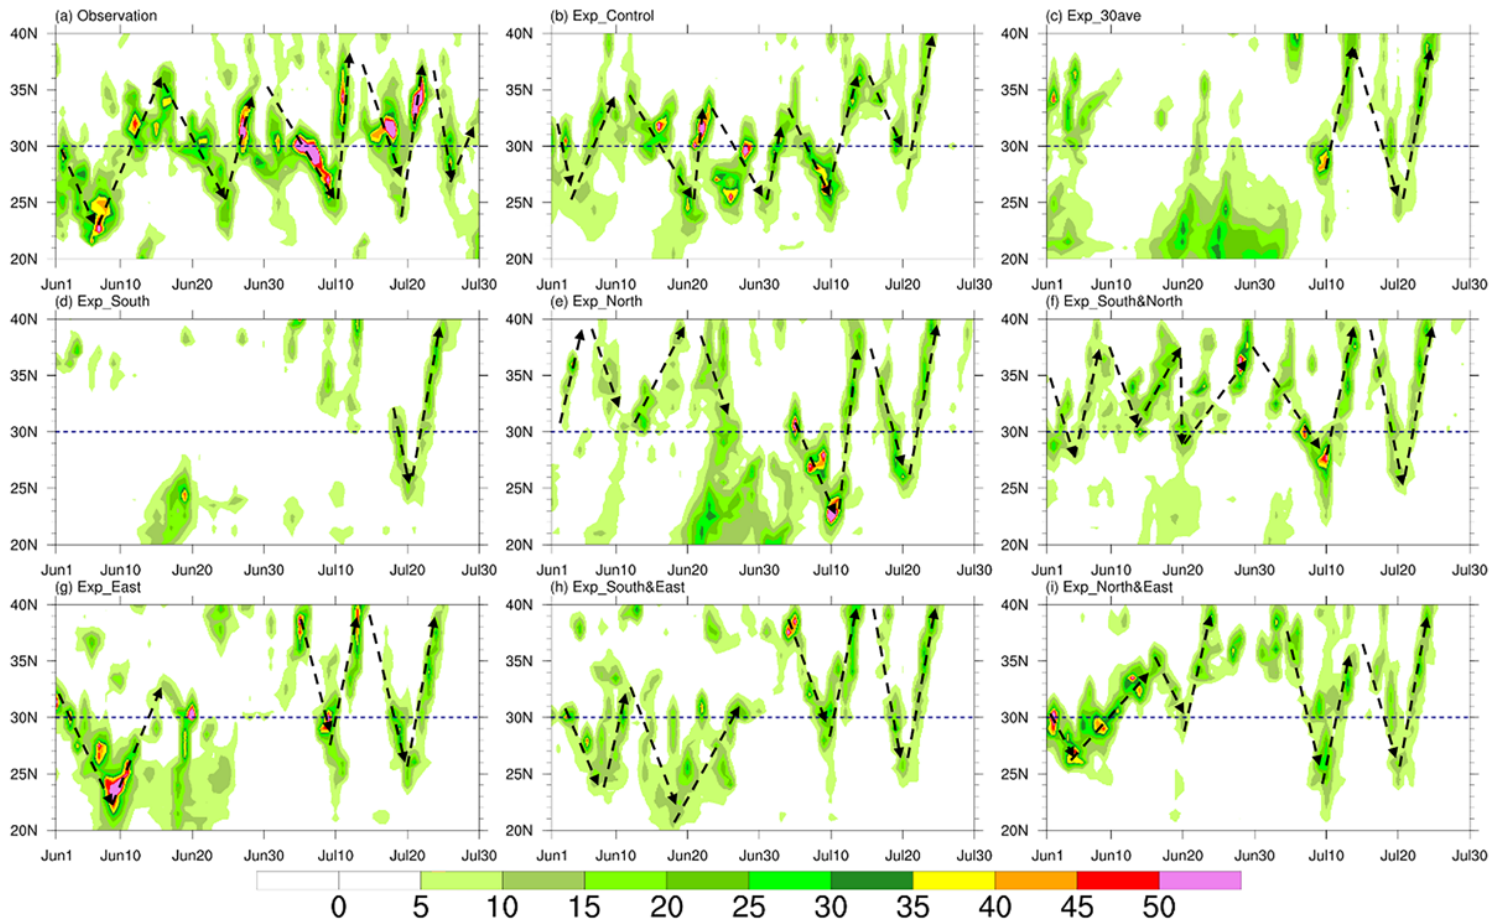 (a) Observation
(b) Exp_Control
(c) Exp_30ave
40N
35N
30N
25N
20N
Jun1 Jun10 Jun20 Jun30 Jul10 Jul20 Jul30
40N
35N
30N
25N
20N
Jun1 Jun10 Jun20 Jun30 Jul10 Jul20 Jul30
40N
35N
30N
25N
20N
Jun1 Jun10 Jun20 Jun30 Jul10 Jul20 Jul30
(d) Exp_South
(e) Exp_North
(f) Exp_South&North
40N
35N
30N
25N
20N
Jun1 Jun10 Jun20 Jun30 Jul10 Jul20 Jul30
40N
35N
30N
25N
20N
Jun1 Jun10 Jun20 Jun30 Jul10 Jul20 Jul30
40N
35N
30N
25N
20N
Jun1 Jun10 Jun20 Jun30 Jul10 Jul20 Jul30
(g) Exp_East
(h) Exp_South&East
(i) Exp_North&East
40N
35N
30N
25N
20N
Jun1 Jun10 Jun20 Jun30 Jul10 Jul20 Jul30
40N
35N
30N
25N
20N
Jun1 Jun10 Jun20 Jun30 Jul10 Jul20 Jul30
40N
35N
30N
25N
20N
Jun1 Jun10 Jun20 Jun30 Jul10 Jul20 Jul30
0 5 10 15 20 25 30 35 40 45 50